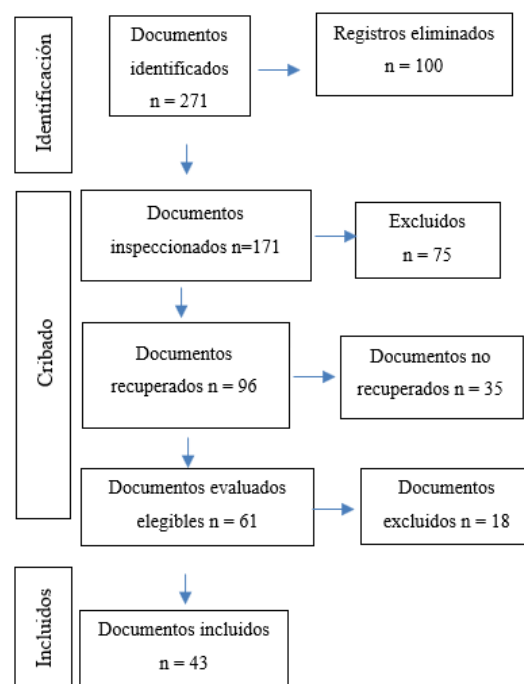 Identificación
Documentos
identificados
n = 271
Registros eliminados
n = 100
Cribado
Documentos
inspeccionados n=171
Excluidos
n = 75
Documentos
recuperados n = 96
Documentos no
recuperados n = 35
Documentos evaluados
elegibles n = 61
Documentos
excluidos n = 18
Incluidos
Documentos incluidos
n = 43